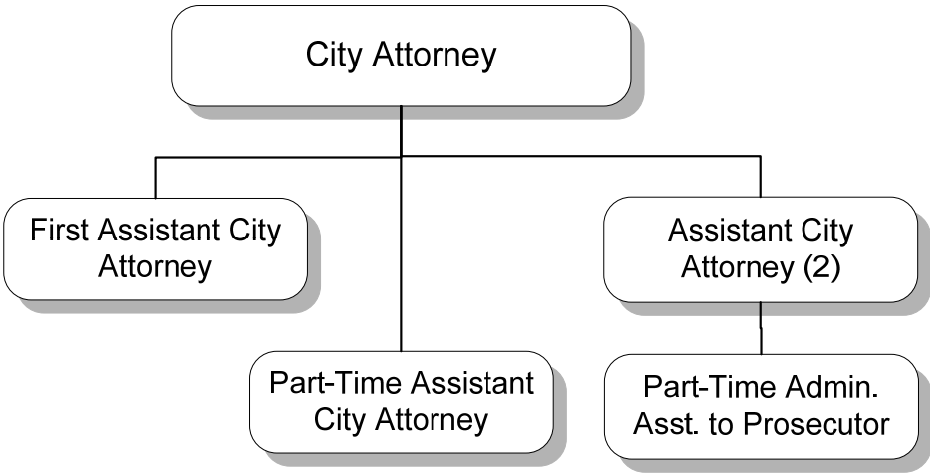 City Attorney
First Assistant City
Attorney
Assistant City
Attorney (2)
Part-Time Assistant
City Attorney
Part-Time Admin.
Asst. to Prosecutor